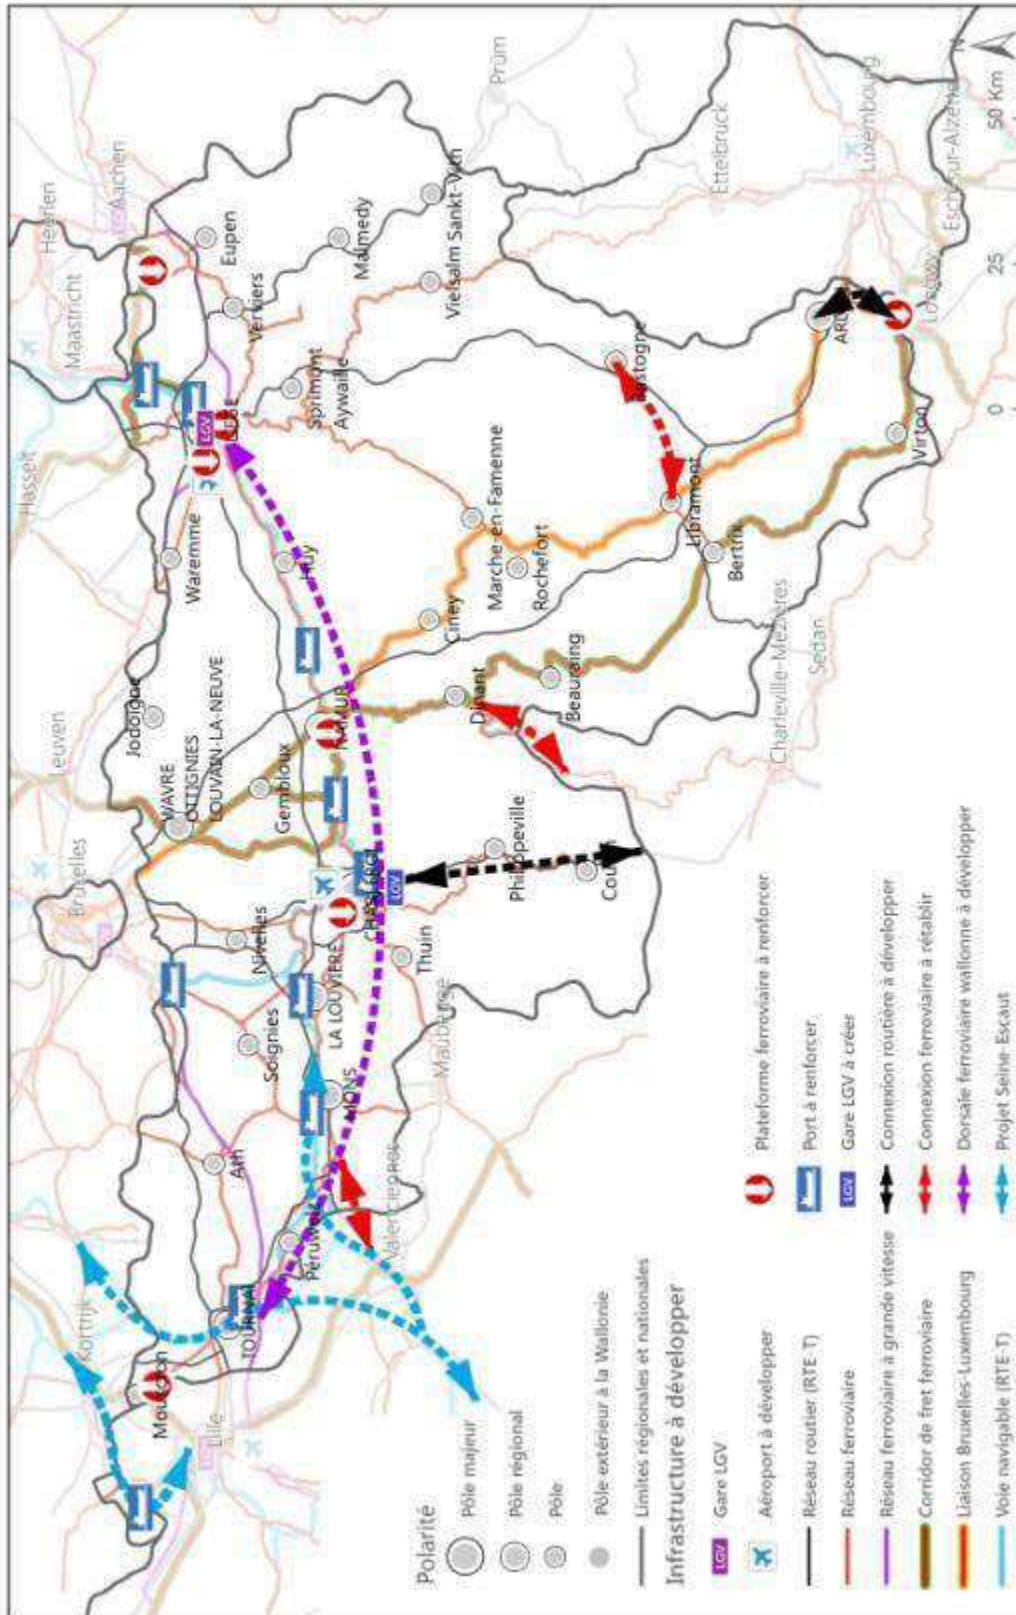 Prüm
Heerlen
Aachen
Maastricht
Hasselt
Eupen
Verviers
Malmedy
Vielsalm Sankt-Vith
Ettelbruck
Luxembourg
Esch-sur-Alzette
Longwy
Sprimont
Aywaille
Waremme
Huy
Marche-en-Famenne
Rochefort
Bastogne
Libramont
Bertrix
Virton
Leuven
Jodoigne
WAVRE
OTTIGNIES
LOUVAIN-LA-NEUVE
Gembloux
NAMUR
Ciney
Dinant
Beauraing
Charleville-Mézières
Sedan
Bruxelles
Nivelles
Soignies
LA LOUVIÈRE
LGV
LGV
Thuin
Philippeville
Maubeuge
MONS
Ath
Péruwelz
Valenciennes
TOURNAI
Kortrijk
Mouscron
Lille
N
0 25 50 Km
Polarité
Pôle majeur
Pôle régional
Pôle
Pôle extérieur à la Wallonie
Limites régionales et nationales
Infrastructure à développer
LGV Gare LGV
Aéroport à développer
Réseau routier (RTE-T)
Réseau ferroviaire
Réseau ferroviaire à grande vitesse
Corridor de fret ferroviaire
Liaison Bruxelles-Luxembourg
Voie navigable (RTE-T)
Plateforme ferroviaire à renforcer
Port à renforcer
LGV Gare LGV à créer
Connexion routière à développer
Connexion ferroviaire à rétablir
Dorsale ferroviaire wallonne à développer
Projet Seine-Escaut